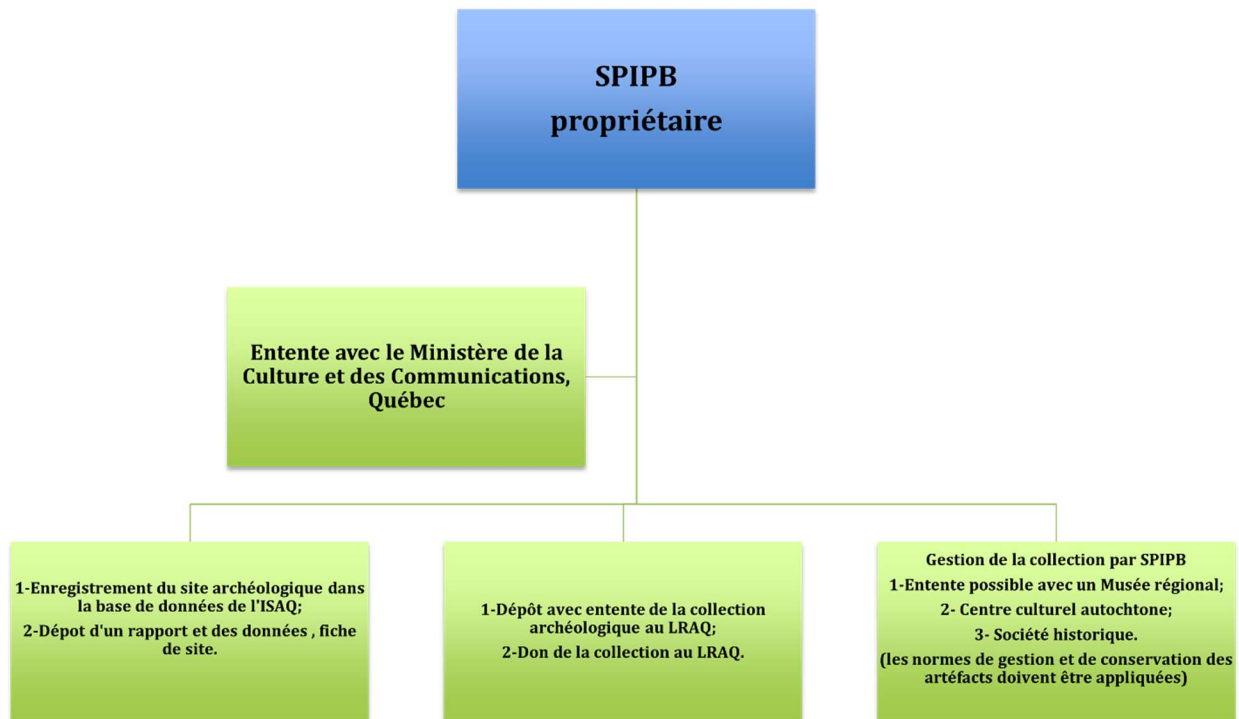 SPIPB
propriétaire
Entente avec le Ministère de la
Culture et des Communications,
Québec
1-Enregistrement du site archéologique dans
la base de données de l'ISAQ;
2-Dépot d'un rapport et des données , fiche
de site.
1-Dépôt avec entente de la collection
archéologique au LRAQ;
2-Don de la collection au LRAQ.
Gestion de la collection par SPIPB
1-Entente possible avec un Musée régional;
2- Centre culturel autochtone;
3- Société historique.
(les normes de gestion et de conservation des
artéfacts doivent être appliquées)